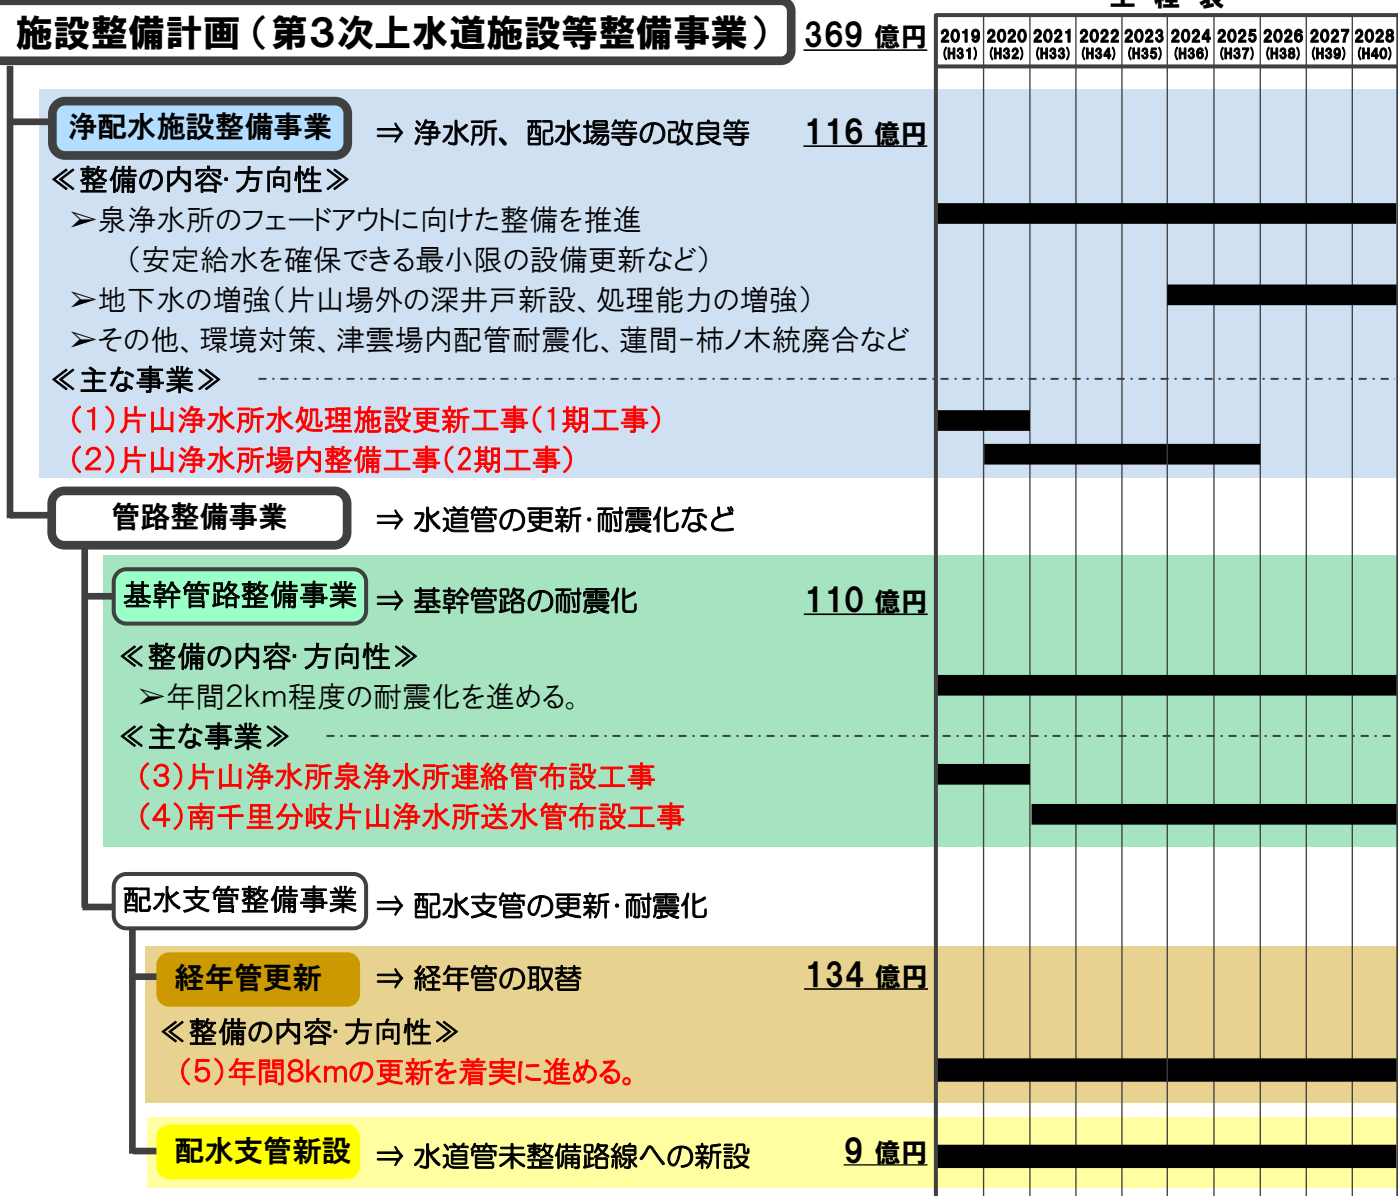 工 程 表
施設整備計画（第3次上水道施設等整備事業） 369 億円
2019 2020 2021 2022 2023 2024 2025 2026 2027 2028
(H31) (H32) (H33) (H34) (H35) (H36) (H37) (H38) (H39) (H40)
浄配水施設整備事業 ⇒ 浄水所、配水場等の改良等 116 億円
≪整備の内容・方向性≫
➢泉浄水所のフェードアウトに向けた整備を推進
（安定給水を確保できる最小限の設備更新など）
➢地下水の増強（片山場外の深井戸新設、処理能力の増強）
➢その他、環境対策、津雲場内配管耐震化、蓮間－柿ノ木統廃合など
≪主な事業≫
（1）片山浄水所水処理施設更新工事（1期工事）
（2）片山浄水所場内整備工事（2期工事）
管路整備事業 ⇒ 水道管の更新・耐震化など
基幹管路整備事業 ⇒ 基幹管路の耐震化 110 億円
≪整備の内容・方向性≫
➢年間2km程度の耐震化を進める。
≪主な事業≫
（3）片山浄水所泉浄水所連絡管布設工事
（4）南千里分岐片山浄水所送水管布設工事
配水支管整備事業 ⇒ 配水支管の更新・耐震化
経年管更新 ⇒ 経年管の取替 134 億円
≪整備の内容・方向性≫
（5）年間8kmの更新を着実に進める。
配水支管新設 ⇒ 水道管未整備路線への新設 9 億円